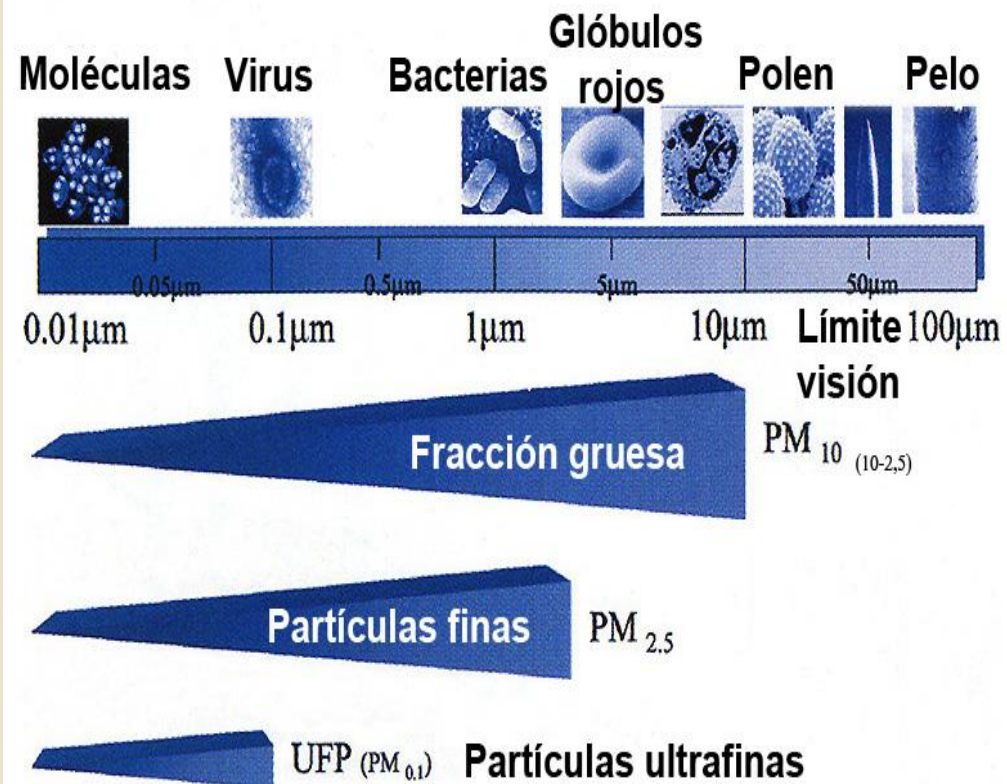 Moléculas Virus Bacterias Glóbulos rojos Polen Pelo
0.05µm 0.5µm 5µm 50µm
0.01µm 0.1µm 1µm 10µm Límite visión 100µm
Fracción gruesa PM 10 (10-2,5)
Partículas finas PM 2.5
UFP (PM 0.1) Partículas ultrafinas